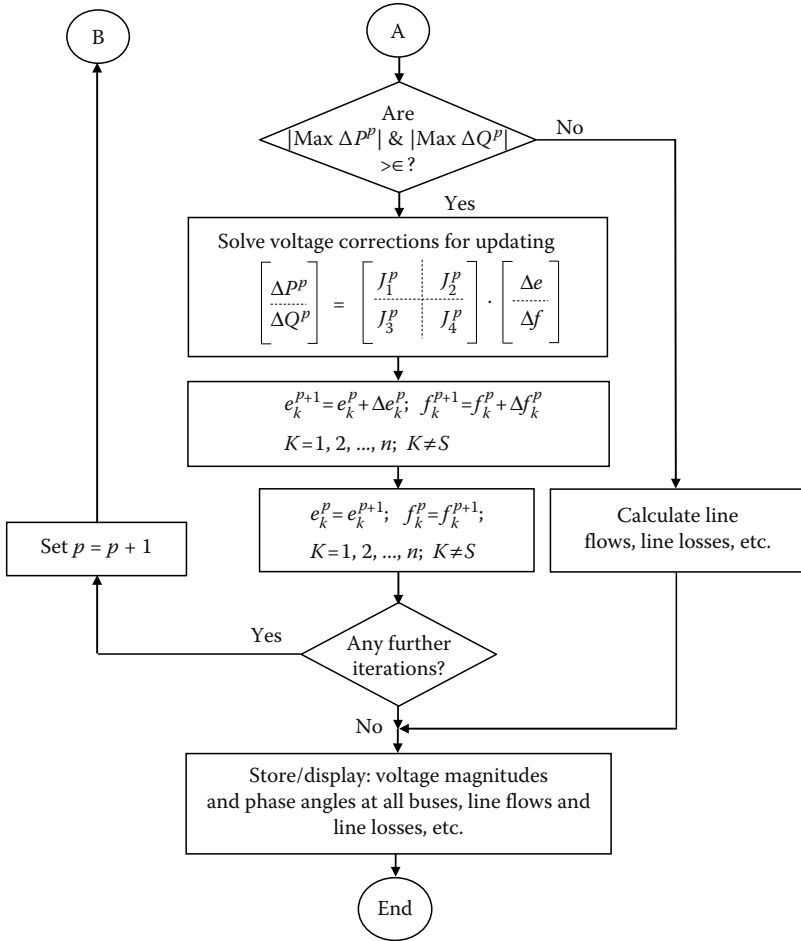 B
A
Are
|Max ΔP^p| & |Max ΔQ^p|
>∈ ?
No
Yes
Solve voltage corrections for updating
[ΔP^p / ΔQ^p] = [J_1^p J_2^p / J_3^p J_4^p] · [Δe / Δf]
e_k^{p+1} = e_k^p + Δe_k^p; f_k^{p+1} = f_k^p + Δf_k^p
K = 1, 2, ..., n; K ≠ S
e_k^p = e_k^{p+1}; f_k^p = f_k^{p+1};
K = 1, 2, ..., n; K ≠ S
Set p = p + 1
Calculate line
flows, line losses, etc.
Yes
Any further
iterations?
No
Store/display: voltage magnitudes
and phase angles at all buses, line flows and
line losses, etc.
End